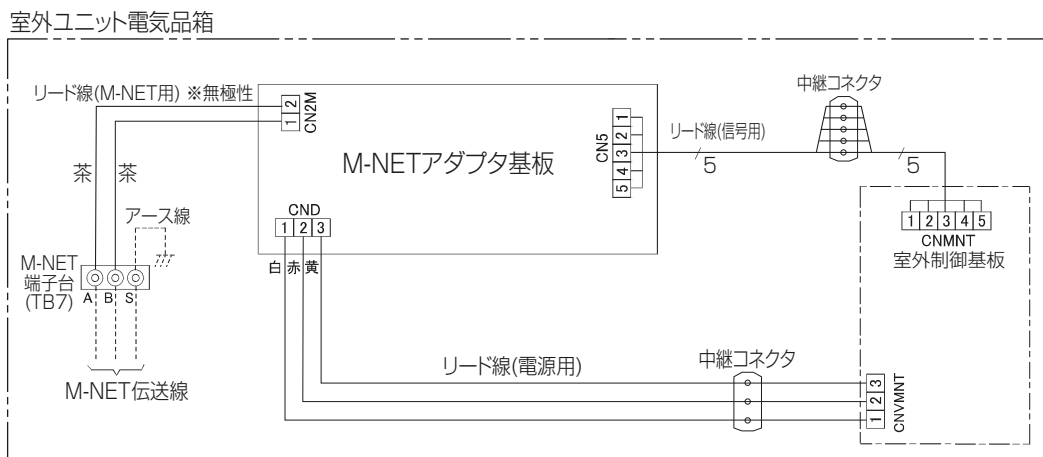 室外ユニット電気品箱
リード線(M-NET用) ※無極性
2
1
CN2M
M-NETアダプタ基板
CN5
1
2
3
4
5
リード線(信号用)
5
中継コネクタ
5
茶
茶
アース線
M-NET
端子台
(TB7)
A B S
M-NET伝送線
CND
1 2 3
白 赤 黄
1 2 3 4 5
CNMNT
室外制御基板
リード線(電源用)
中継コネクタ
3
2
1
CNVMNT